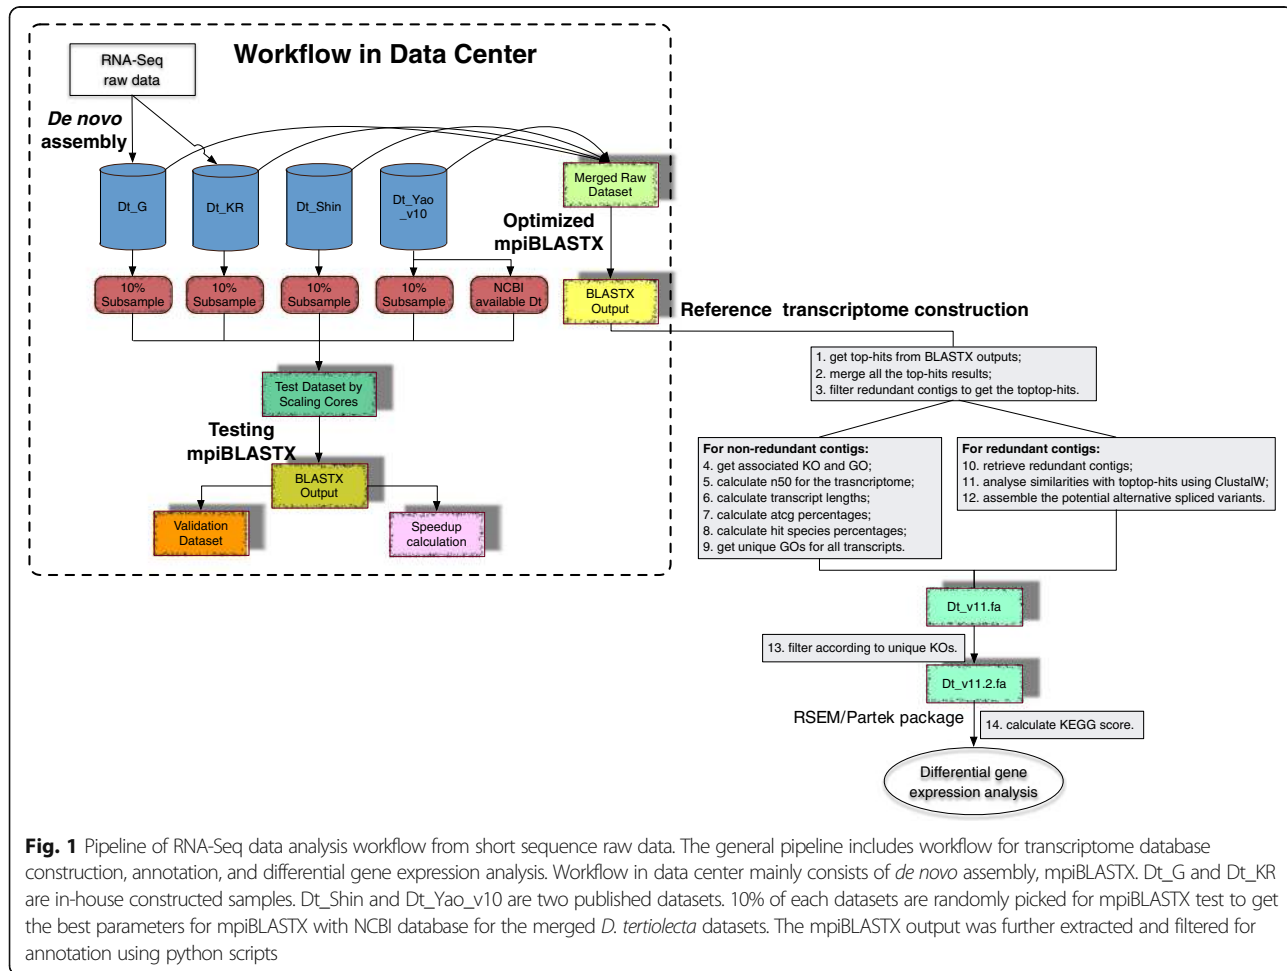 Workflow in Data Center
RNA-Seq
raw data
De novo
assembly
Dt_G
Dt_KR
Dt_Shin
Dt_Yao
_v10
Merged Raw
Dataset
Optimized
mpiBLASTX
10%
Subsample
10%
Subsample
10%
Subsample
10%
Subsample
NCBI
available Dt
BLASTX
Output
Reference transcriptome construction
1. get top-hits from BLASTX outputs;
2. merge all the top-hits results;
3. filter redundant contigs to get the toptop-hits.
Test Dataset by
Scaling Cores
Testing
mpiBLASTX
BLASTX
Output
Validation
Dataset
Speedup
calculation
For non-redundant contigs:
4. get associated KO and GO;
5. calculate n50 for the trasncriptome;
6. calculate transcript lengths;
7. calculate atcg percentages;
8. calculate hit species percentages;
9. get unique GOs for all transcripts.
For redundant contigs:
10. retrieve redundant contigs;
11. analyse similarities with toptop-hits using ClustalW;
12. assemble the potential alternative spliced variants.
Dt_v11.fa
13. filter according to unique KOs.
Dt_v11.2.fa
RSEM/Partek package
14. calculate KEGG score.
Differential gene
expression analysis
Fig. 1 Pipeline of RNA-Seq data analysis workflow from short sequence raw data. The general pipeline includes workflow for transcriptome database
construction, annotation, and differential gene expression analysis. Workflow in data center mainly consists of de novo assembly, mpiBLASTX. Dt_G and Dt_KR
are in-house constructed samples. Dt_Shin and Dt_Yao_v10 are two published datasets. 10% of each datasets are randomly picked for mpiBLASTX test to get
the best parameters for mpiBLASTX with NCBI database for the merged D. tertiolecta datasets. The mpiBLASTX output was further extracted and filtered for
annotation using python scripts